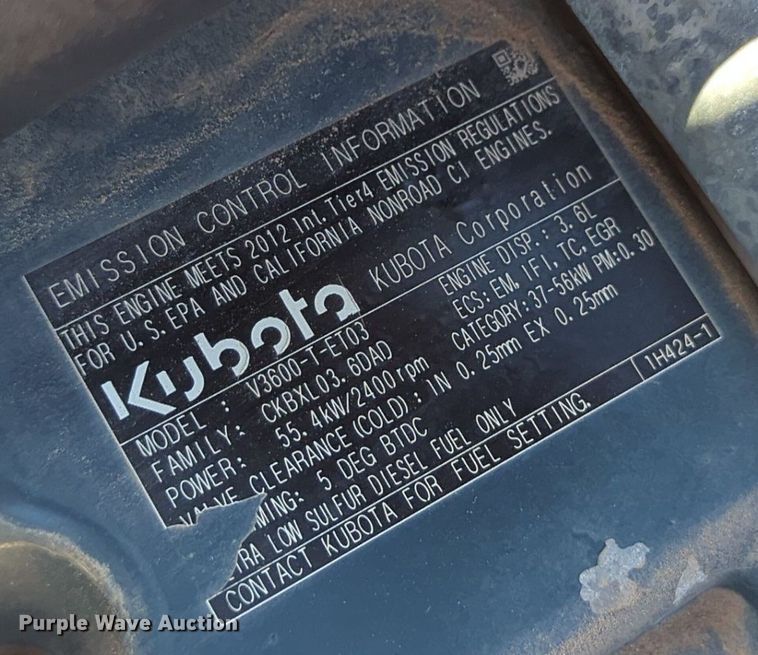 EMISSION CONTROL INFORMATION
THIS ENGINE MEETS 2012 Int. Tier4 EMISSION REGULATIONS
FOR U.S. EPA AND CALIFORNIA NONROAD CI ENGINES.
Kubota KUBOTA Corporation
MODEL : V3600-T-ET03 ENGINE DISP.: 3.6L
FAMILY: CKBXL03.6DAD ECS: EM, IFI, TC, EGR
POWER: 55.4kW/2400rpm CATEGORY: 37-56kW PM:0.30
VALVE CLEARANCE (COLD) : IN 0.25mm EX 0.25mm
MING: 5 DEG BTDC
TRA LOW SULFUR DIESEL FUEL ONLY
CONTACT KUBOTA FOR FUEL SETTING. 1H424-1
Purple Wave Auction